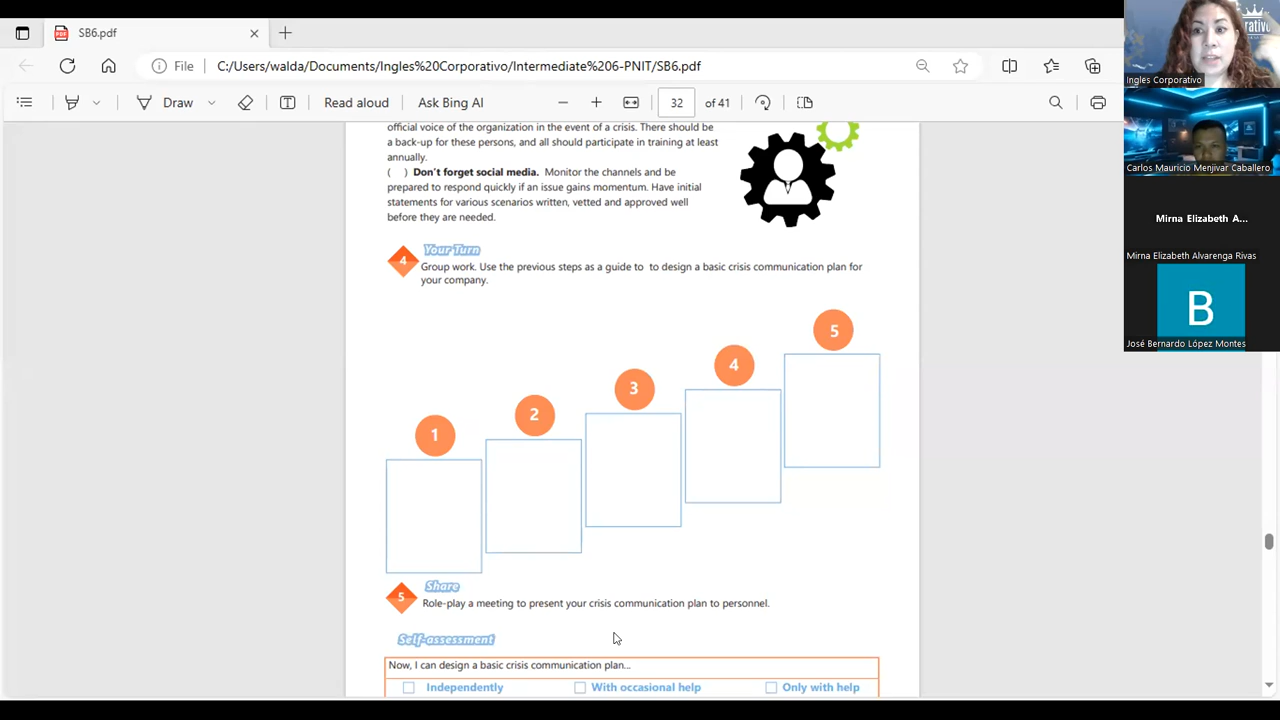 SB6.pdf
File
C:/Users/walda/Documents/Ingles%20Corporativo/Intermediate%206-PNIT/SB6.pdf
Draw
Read aloud
Ask Bing AI
32
of 41
official voice of the organization in the event of a crisis. There should be
a back-up for these persons, and all should participate in training at least
annually.
( ) Don't forget social media. Monitor the channels and be
prepared to respond quickly if an issue gains momentum. Have initial
statements for various scenarios written, vetted and approved well
before they are needed.
4
Your Turn
Group work. Use the previous steps as a guide to to design a basic crisis communication plan for
your company.
1
2
3
4
5
5
Share
Role-play a meeting to present your crisis communication plan to personnel.
Self-assessment
Now, I can design a basic crisis communication plan...
Independently
With occasional help
Only with help
rativo
Ingles Corporativo
Carlos Mauricio Menjivar Caballero
Mirna Elizabeth A...
Mirna Elizabeth Alvarenga Rivas
B
José Bernardo López Montes